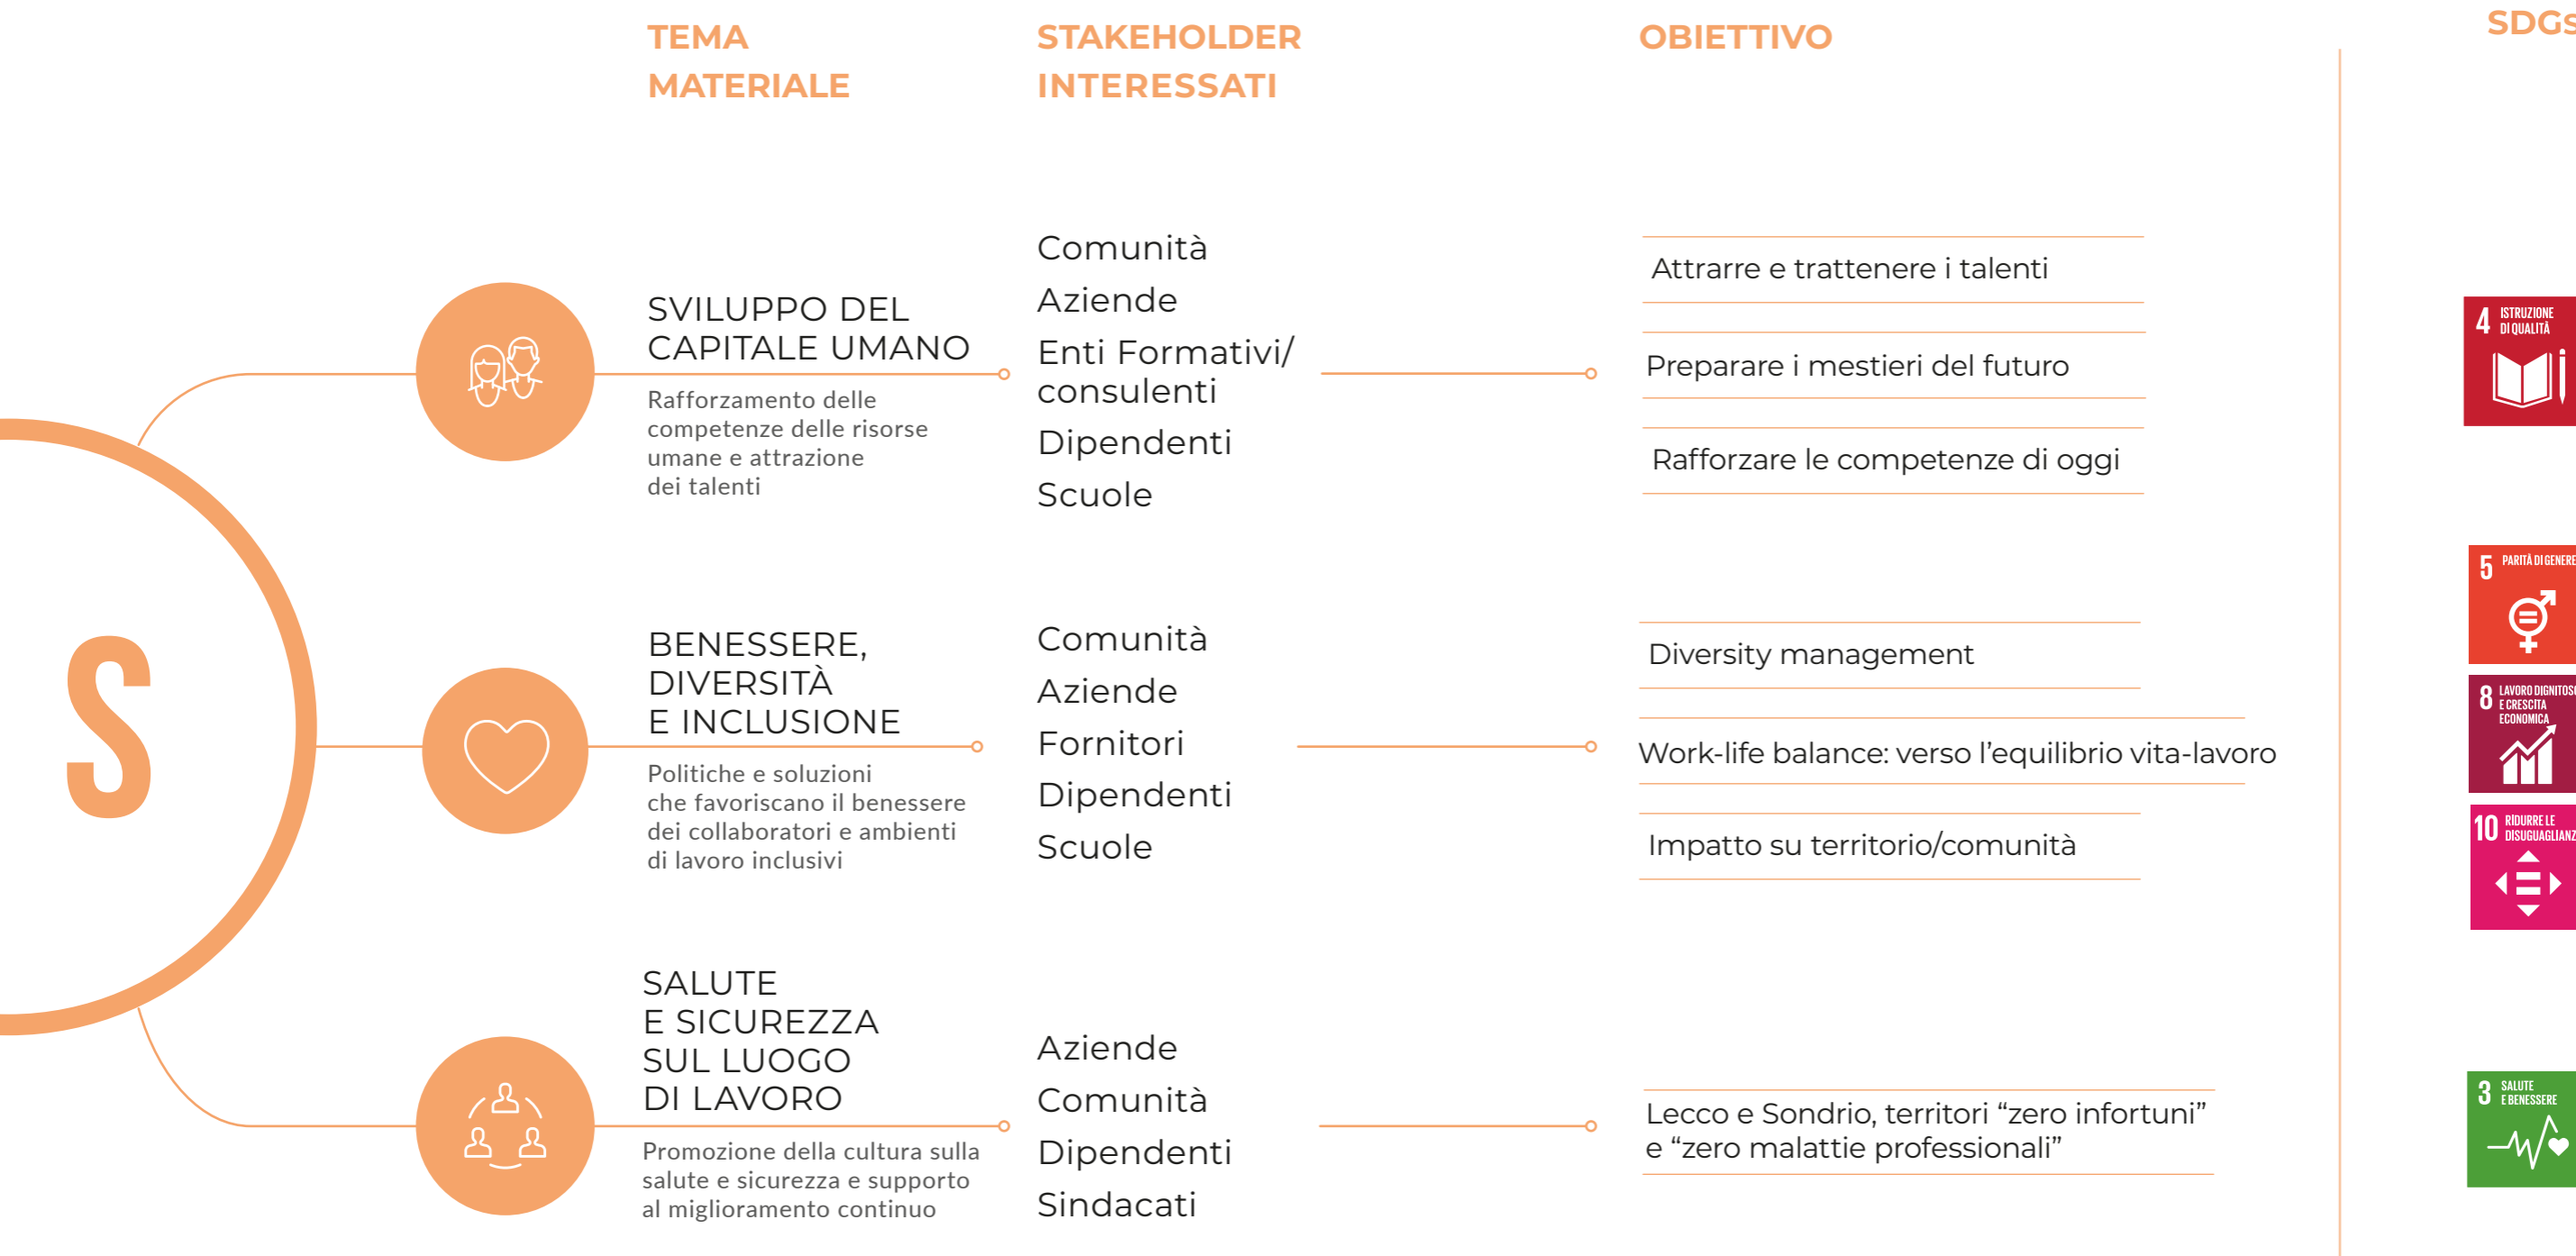 TEMA
MATERIALE
STAKEHOLDER
INTERESSATI
OBIETTIVO
SDGs
S
SVILUPPO DEL
CAPITALE UMANO
Rafforzamento delle
competenze delle risorse
umane e attrazione
dei talenti
Comunità
Aziende
Enti Formativi/
consulenti
Dipendenti
Scuole
Attrarre e trattenere i talenti
Preparare i mestieri del futuro
Rafforzare le competenze di oggi
4 ISTRUZIONE
DI QUALITÀ
BENESSERE,
DIVERSITÀ
E INCLUSIONE
Politiche e soluzioni
che favoriscano il benessere
dei collaboratori e ambienti
di lavoro inclusivi
Comunità
Aziende
Fornitori
Dipendenti
Scuole
Diversity management
Work-life balance: verso l’equilibrio vita-lavoro
Impatto su territorio/comunità
5 PARITÀ DI GENERE
8 LAVORO DIGNITOSO
E CRESCITA
ECONOMICA
10 RIDURRE LE
DISUGUAGLIANZ
SALUTE
E SICUREZZA
SUL LUOGO
DI LAVORO
Promozione della cultura sulla
salute e sicurezza e supporto
al miglioramento continuo
Aziende
Comunità
Dipendenti
Sindacati
Lecco e Sondrio, territori “zero infortuni”
e “zero malattie professionali”
3 SALUTE
E BENESSERE